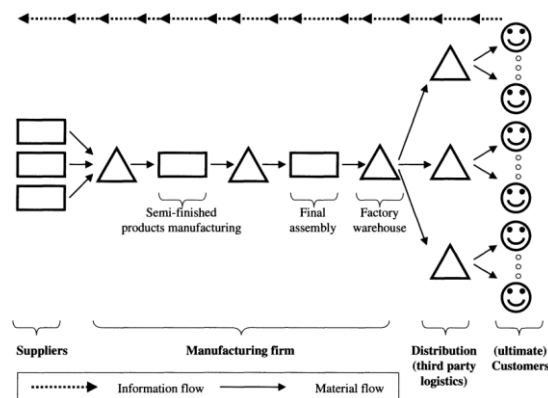 Semi-finished
products manufacturing
Final
assembly
Factory
warehouse
Suppliers
Manufacturing firm
Distribution
(third party
logistics)
(ultimate)
Customers
Information flow
Material flow